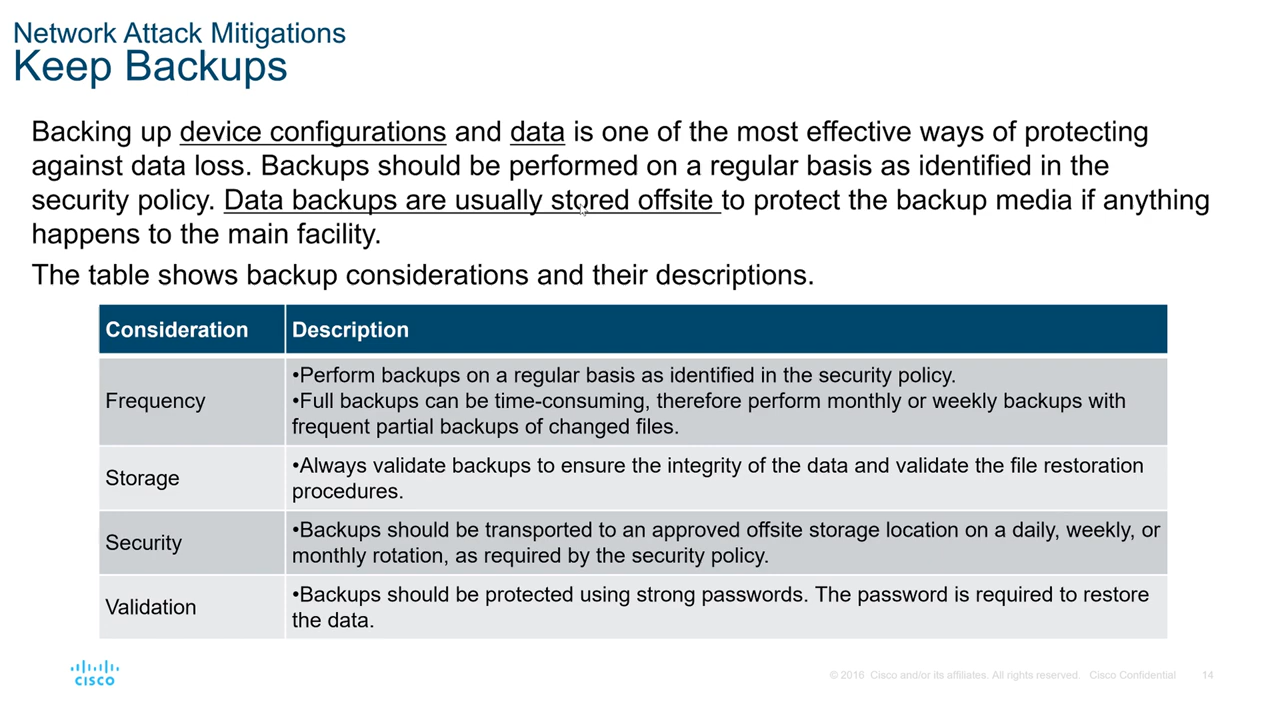 Network Attack Mitigations
Keep Backups
Backing up device configurations and data is one of the most effective ways of protecting
against data loss. Backups should be performed on a regular basis as identified in the
security policy. Data backups are usually stored offsite to protect the backup media if anything
happens to the main facility.
The table shows backup considerations and their descriptions.
Consideration Description
Frequency
•Perform backups on a regular basis as identified in the security policy.
•Full backups can be time-consuming, therefore perform monthly or weekly backups with
frequent partial backups of changed files.
Storage
•Always validate backups to ensure the integrity of the data and validate the file restoration
procedures.
Security
•Backups should be transported to an approved offsite storage location on a daily, weekly, or
monthly rotation, as required by the security policy.
Validation
•Backups should be protected using strong passwords. The password is required to restore
the data.
CISCO
© 2016 Cisco and/or its affiliates. All rights reserved. Cisco Confidential 14